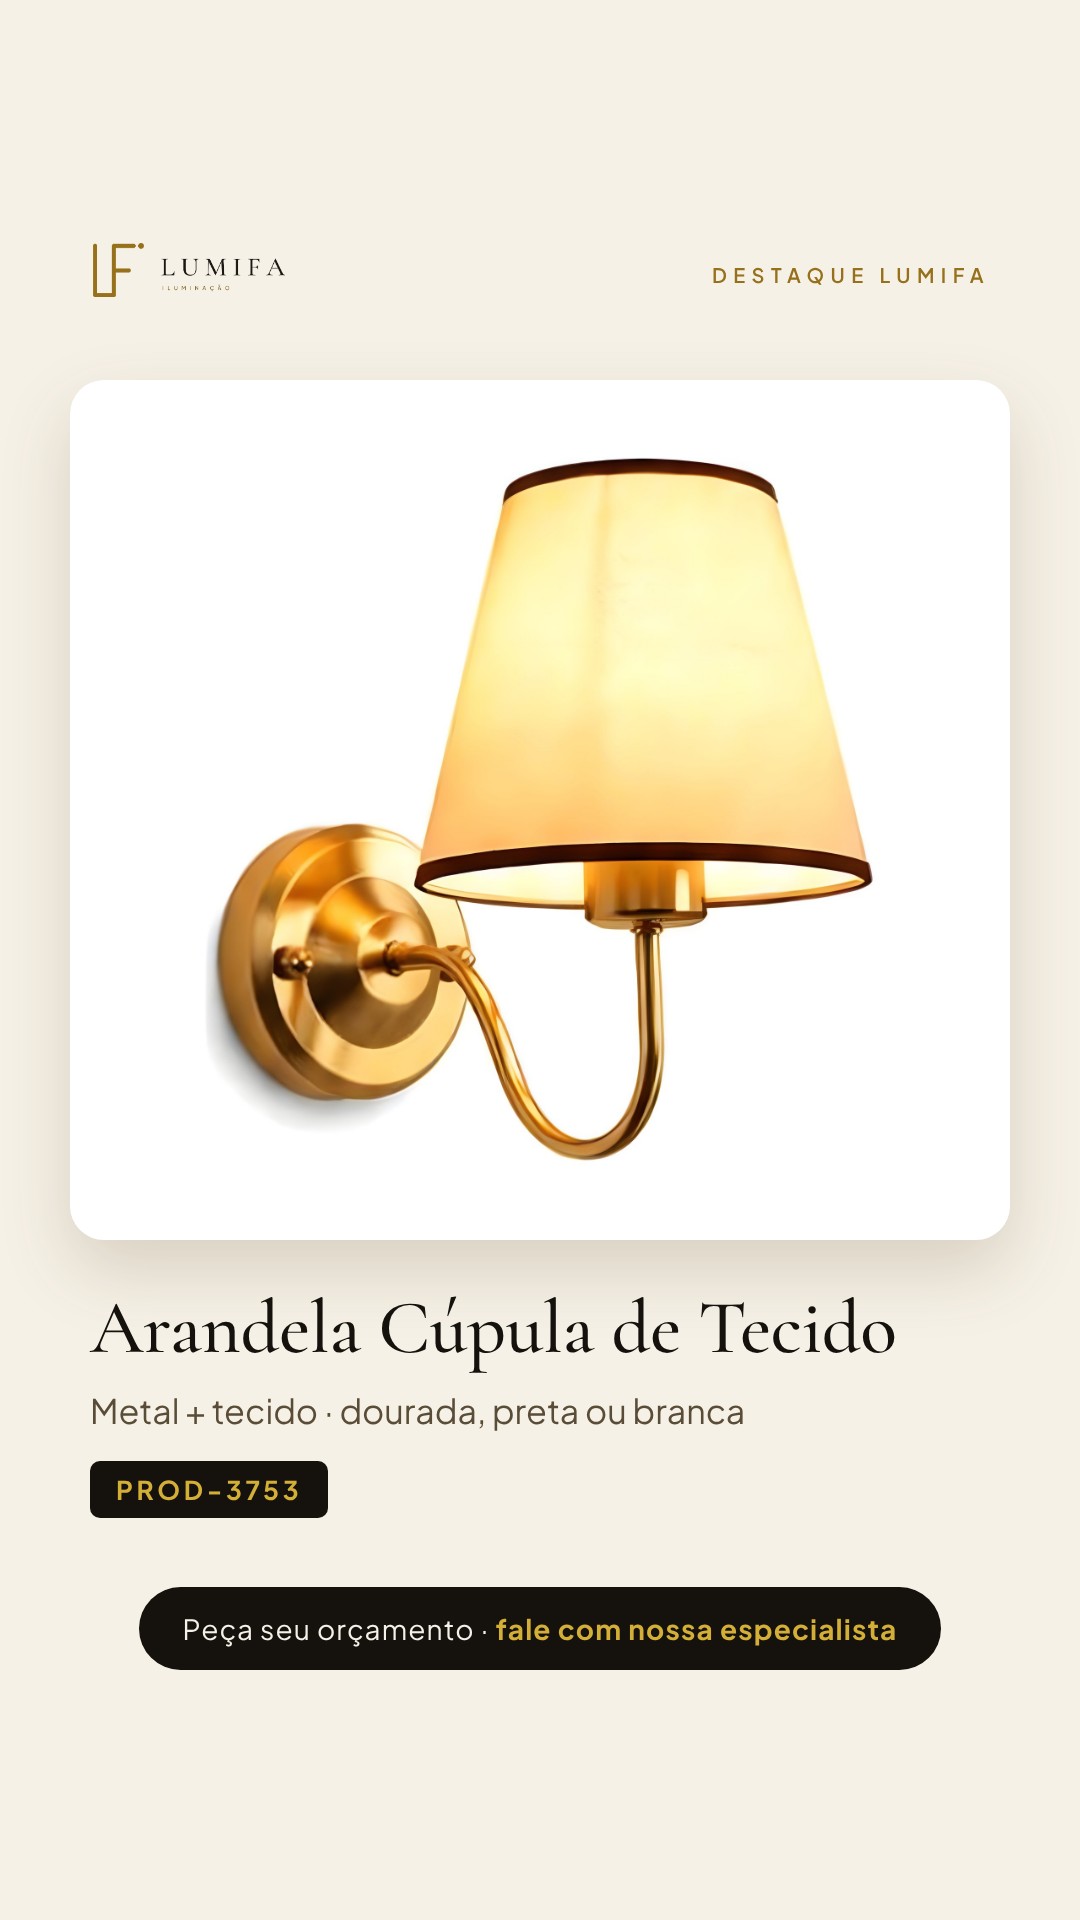 LUMIFA
ILUMINAÇÃO
DESTAQUE LUMIFA
Arandela Cúpula de Tecido
Metal + tecido · dourada, preta ou branca
PROD-3753
Peça seu orçamento · fale com nossa especialista